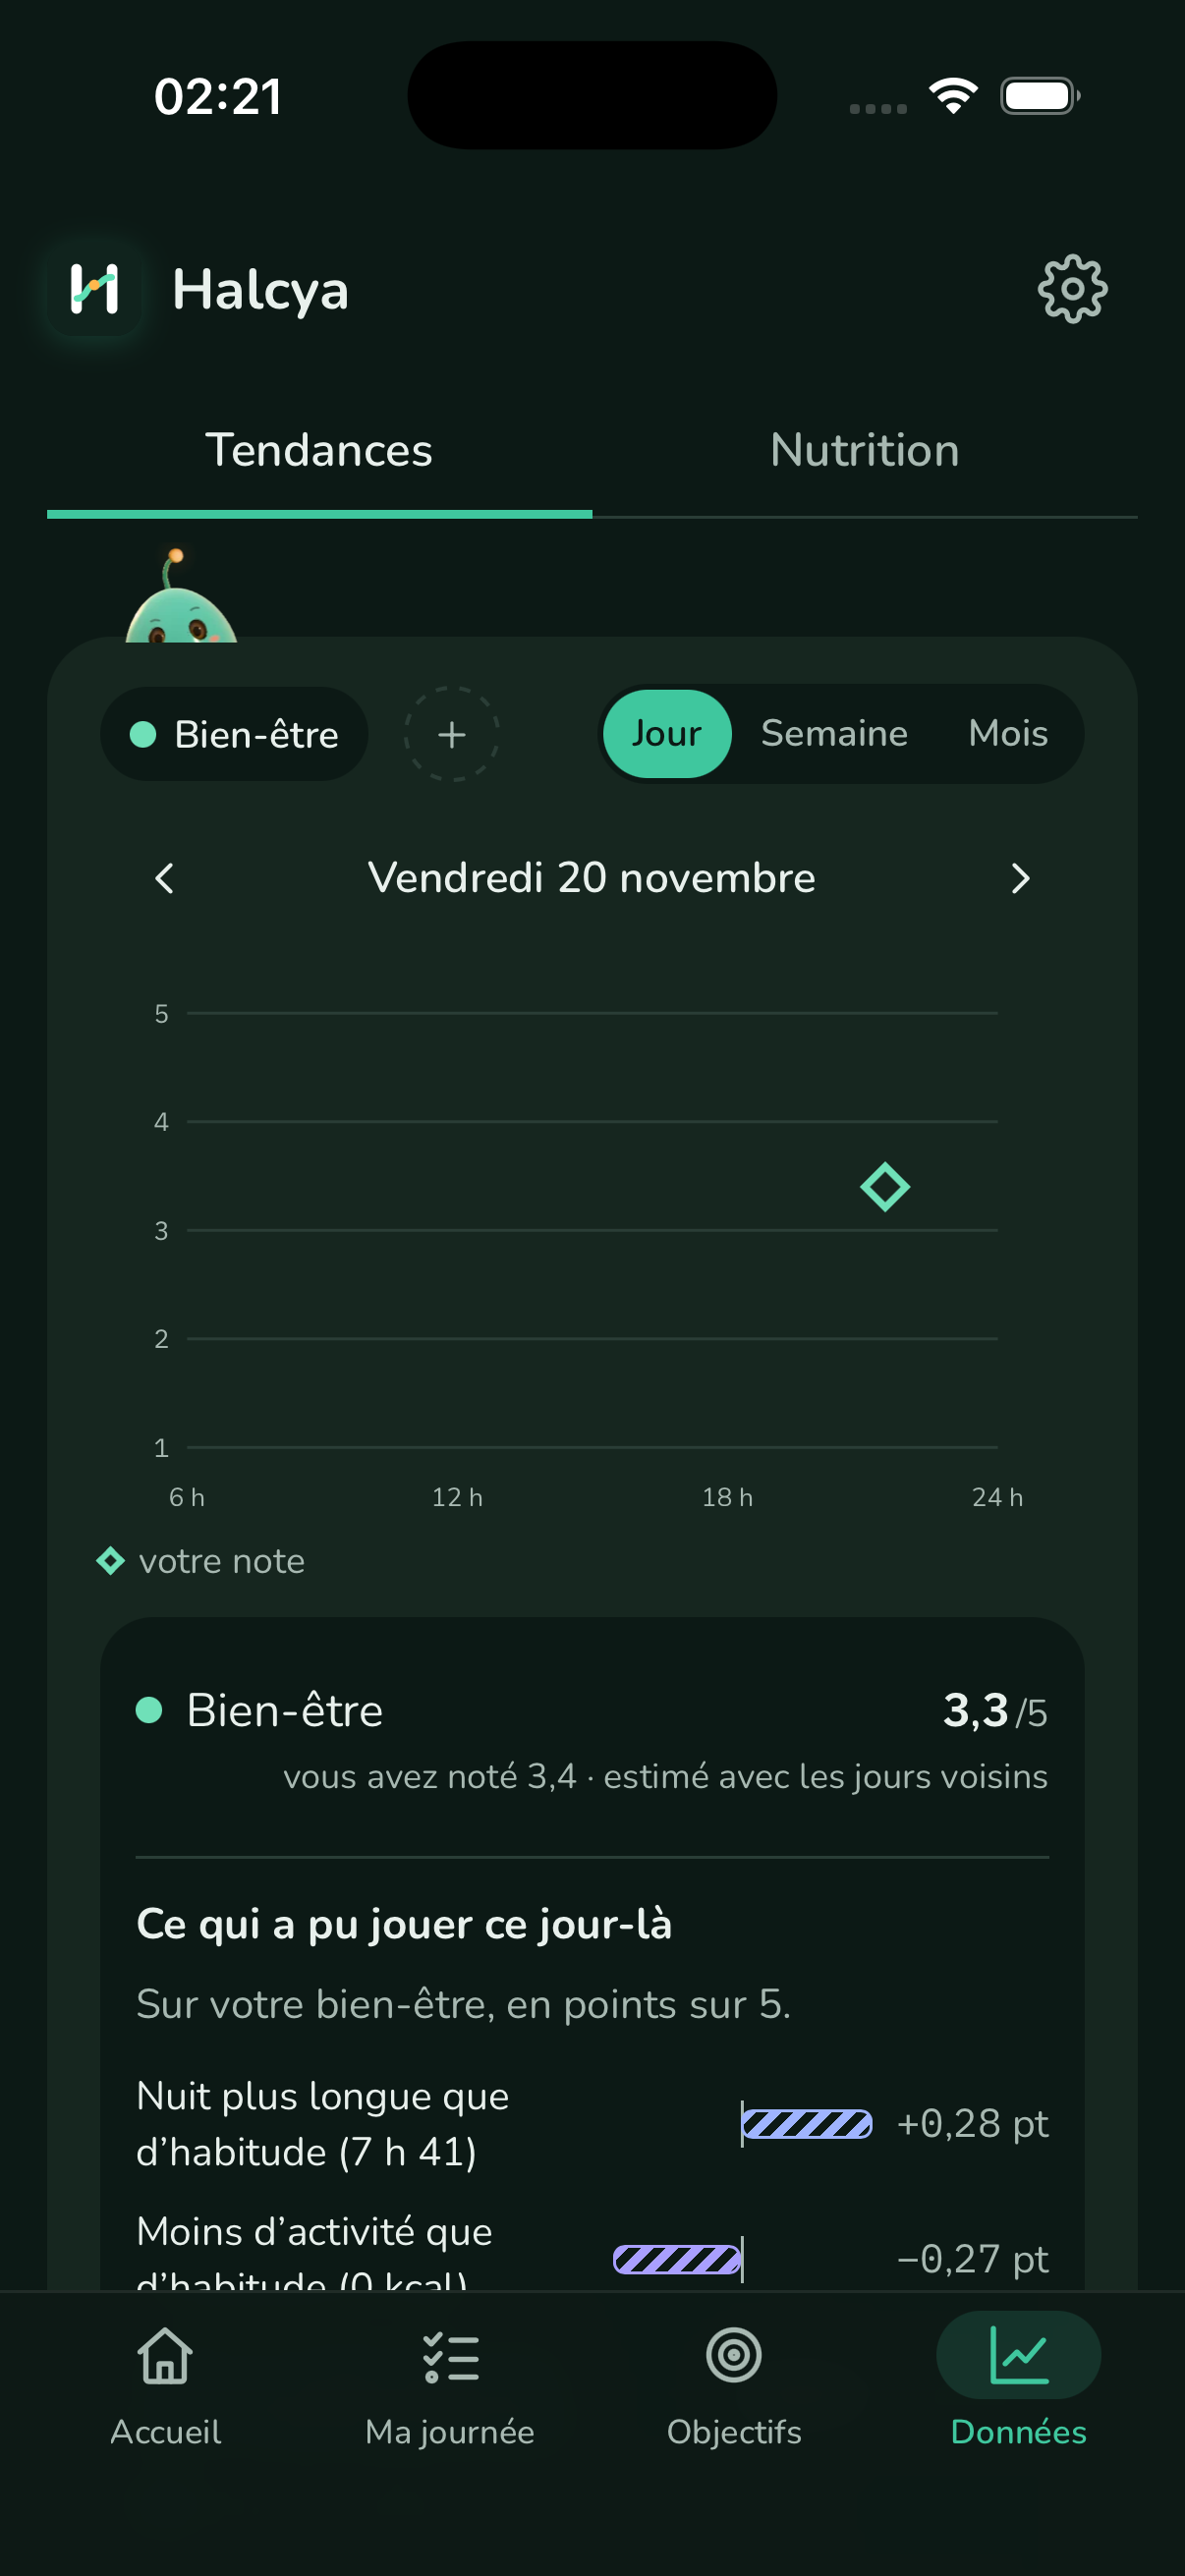 02:21
Halcya
Tendances
Nutrition
Bien-être
+
Jour
Semaine
Mois
Vendredi 20 novembre
5
4
3
2
1
6 h
12 h
18 h
24 h
votre note
Bien-être
3,3 /5
vous avez noté 3,4 · estimé avec les jours voisins
Ce qui a pu jouer ce jour-là
Sur votre bien-être, en points sur 5.
Nuit plus longue que
d’habitude (7 h 41)
+0,28 pt
Moins d’activité que
d’habitude (0 kcal)
−0,27 pt
Accueil
Ma journée
Objectifs
Données